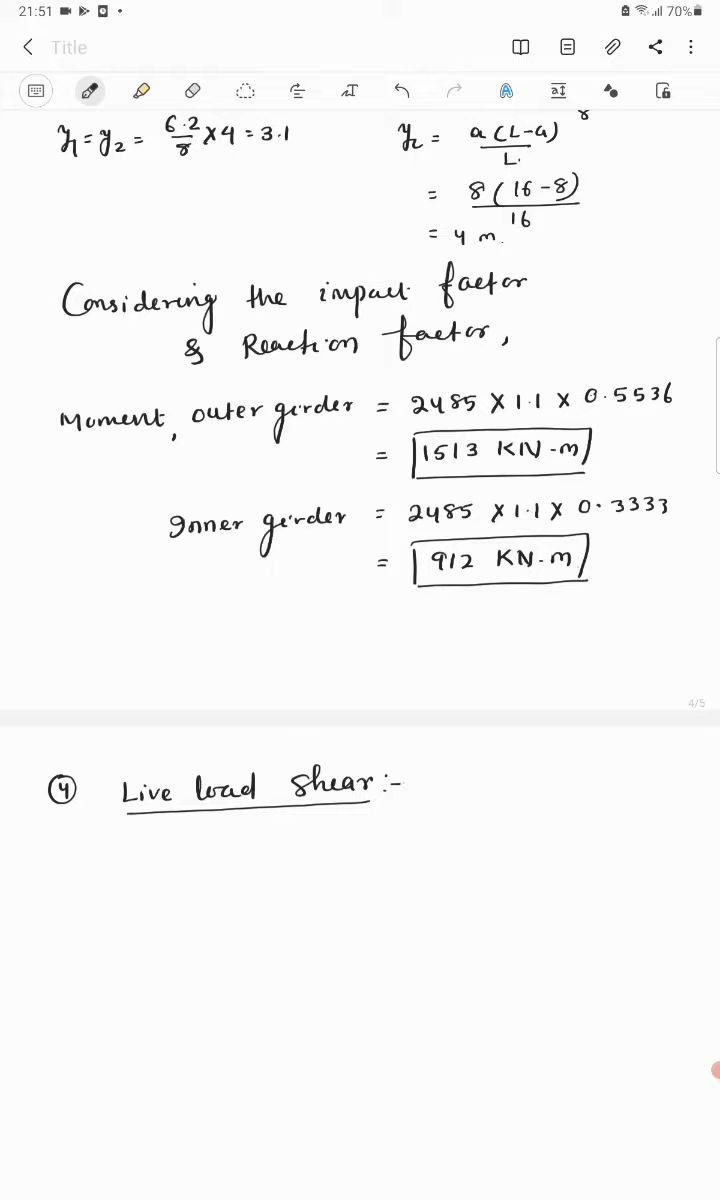 21:51 70%
Title
y₁ = y₂ = 6.2/8 × 4 = 3.1
y₂ = a(L-a)/L.
= 8(16-8)/16
= 4 m.
Considering the impact factor
& Reaction factor,
Moment, outer girder = 2485 × 1.1 × 0.5536
= 1513 KN-m
Inner girder = 2485 × 1.1 × 0.3333
= 912 KN-m
4/5
④ Live load shear :-